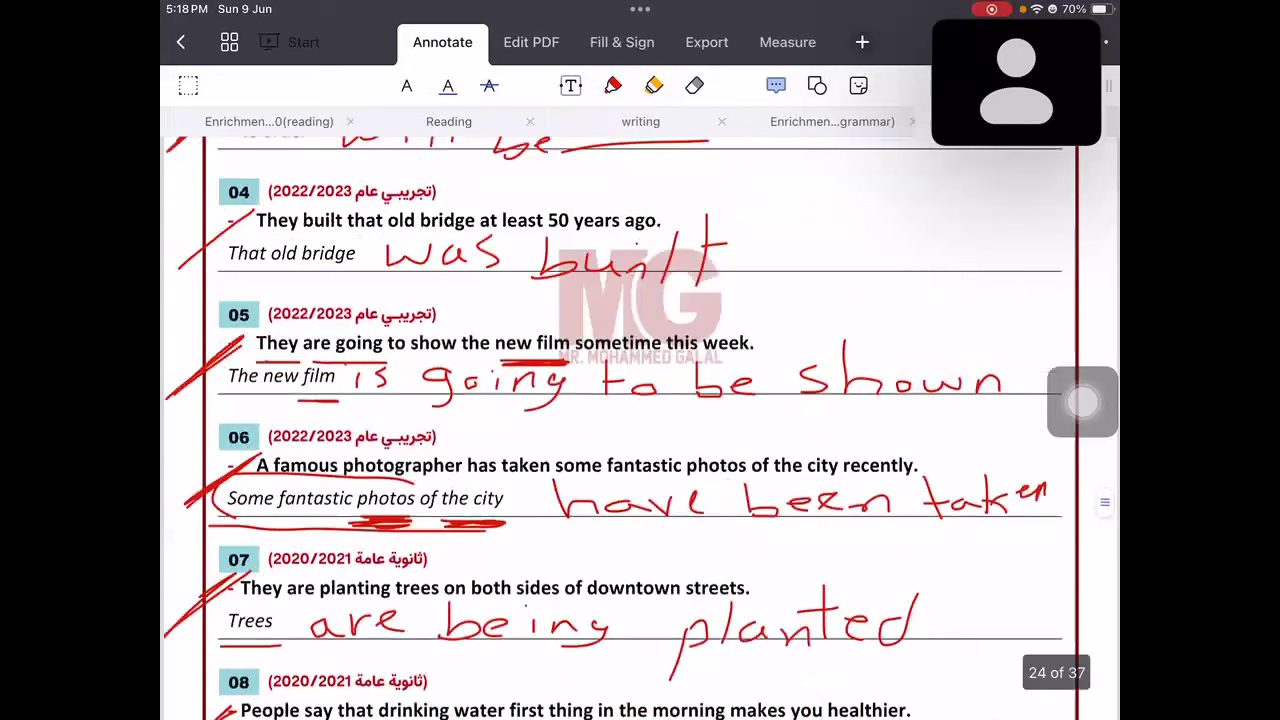 5:18 PM Sun 9 Jun 70%
Start Annotate Edit PDF Fill & Sign Export Measure
A A A T
Enrichmen...0(reading) × Reading × writing × Enrichmen...grammar) ×
will be
04 (تجريبي عام 2022/2023)
- They built that old bridge at least 50 years ago.
That old bridge was built
MG
05 (تجريبي عام 2022/2023)
They are going to show the new film sometime this week.
MR. MOHAMMED GALAL
The new film is going to be shown
06 (تجريبي عام 2022/2023)
- A famous photographer has taken some fantastic photos of the city recently.
Some fantastic photos of the city have been taken
07 (ثانوية عامة 2020/2021)
- They are planting trees on both sides of downtown streets.
Trees are being planted
24 of 37
08 (ثانوية عامة 2020/2021)
People say that drinking water first thing in the morning makes you healthier.